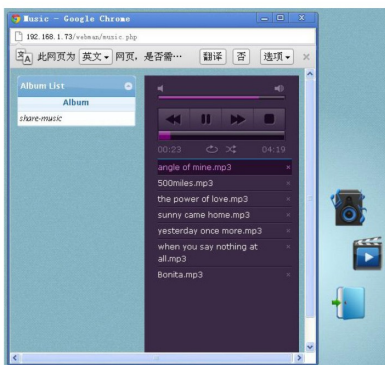 Music - Google Chrome
192.168.1.73/webman/music.php
此网页为 英文 网页，是否需… 翻译 否 选项
Album List
Album
share-music
00:23 04:19
angle of mine.mp3
500miles.mp3
the power of love.mp3
sunny came home.mp3
yesterday once more.mp3
when you say nothing at
all.mp3
Bonita.mp3